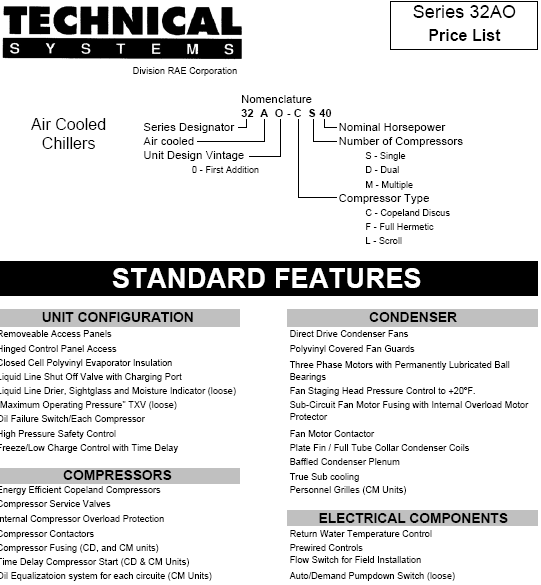 TECHNICAL
SYSTEMS
Division RAE Corporation
Series 32AO
Price List
Air Cooled
Chillers
Nomenclature
32 A O - C S 40
Series Designator
Air cooled
Unit Design Vintage
0 - First Addition
Nominal Horsepower
Number of Compressors
S - Single
D - Dual
M - Multiple
Compressor Type
C - Copeland Discus
F - Full Hermetic
L - Scroll
STANDARD FEATURES
UNIT CONFIGURATION
Removeable Access Panels
Hinged Control Panel Access
Closed Cell Polyvinyl Evaporator Insulation
Liquid Line Shut Off Valve with Charging Port
Liquid Line Drier, Sightglass and Moisture Indicator (loose)
"Maximum Operating Pressure" TXV (loose)
Oil Failure Switch/Each Compressor
High Pressure Safety Control
Freeze/Low Charge Control with Time Delay
COMPRESSORS
Energy Efficient Copeland Compressors
Compressor Service Valves
Internal Compressor Overload Protection
Compressor Contactors
Compressor Fusing (CD, and CM units)
Time Delay Compressor Start (CD & CM Units)
Oil Equalizatoion system for each circuite (CM Units)
CONDENSER
Direct Drive Condenser Fans
Polyvinyl Covered Fan Guards
Three Phase Motors with Permanently Lubricated Ball
Bearings
Fan Staging Head Pressure Control to +20ºF.
Sub-Circuit Fan Motor Fusing with Internal Overload Motor
Protector
Fan Motor Contactor
Plate Fin / Full Tube Collar Condenser Coils
Baffled Condenser Plenum
True Sub cooling
Personnel Grilles (CM Units)
ELECTRICAL COMPONENTS
Return Water Temperature Control
Prewired Controls
Flow Switch for Field Installation
Auto/Demand Pumpdown Switch (loose)